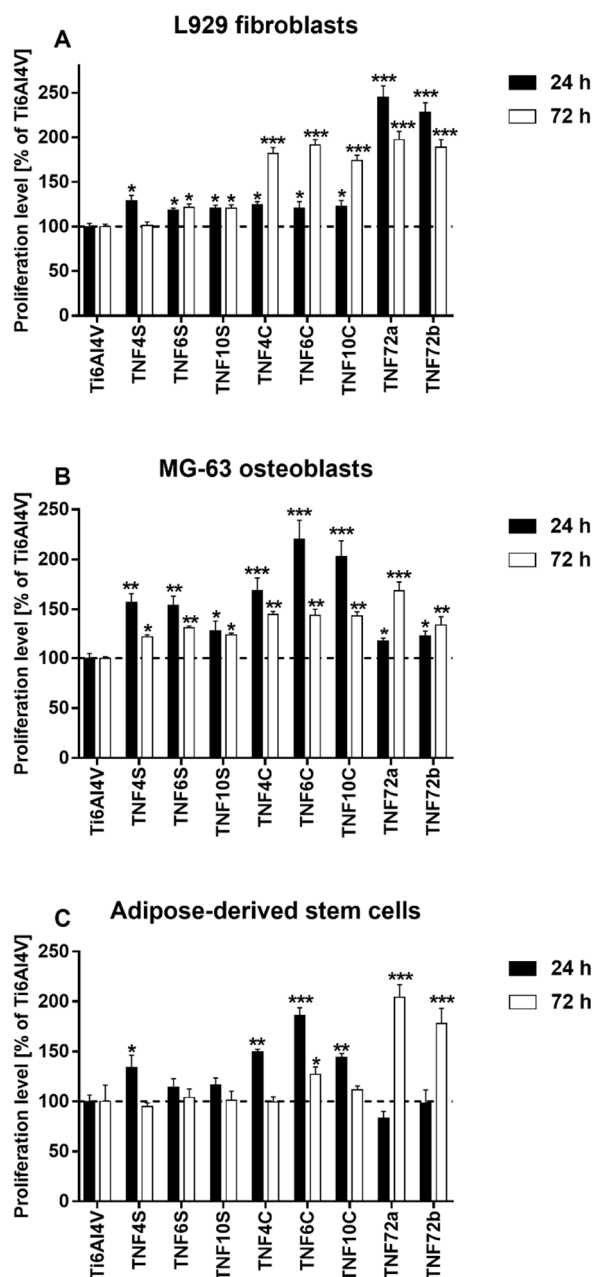 L929 fibroblasts
A
Proliferation level [% of Ti6Al4V]
250
200
150
100
50
0
* * * * * * *** * *** * *** *** *** *** ***
Ti6Al4V
TNF4S
TNF6S
TNF10S
TNF4C
TNF6C
TNF10C
TNF72a
TNF72b
24 h
72 h
MG-63 osteoblasts
B
Proliferation level [% of Ti6Al4V]
250
200
150
100
50
0
** * ** ** * * *** ** *** ** *** ** * *** * **
Ti6Al4V
TNF4S
TNF6S
TNF10S
TNF4C
TNF6C
TNF10C
TNF72a
TNF72b
24 h
72 h
Adipose-derived stem cells
C
Proliferation level [% of Ti6Al4V]
250
200
150
100
50
0
* ** *** * ** *** ***
Ti6Al4V
TNF4S
TNF6S
TNF10S
TNF4C
TNF6C
TNF10C
TNF72a
TNF72b
24 h
72 h